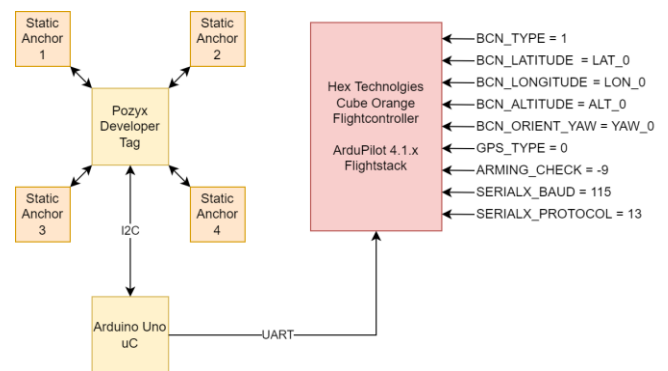 Static
Anchor
1
Static
Anchor
2
Pozyx
Developer
Tag
Static
Anchor
3
Static
Anchor
4
I2C
Arduino Uno
uC
UART
Hex Technolgies
Cube Orange
Flightcontroller
ArduPilot 4.1.x
Flightstack
BCN_TYPE = 1
BCN_LATITUDE = LAT_0
BCN_LONGITUDE = LON_0
BCN_ALTITUDE = ALT_0
BCN_ORIENT_YAW = YAW_0
GPS_TYPE = 0
ARMING_CHECK = -9
SERIALX_BAUD = 115
SERIALX_PROTOCOL = 13